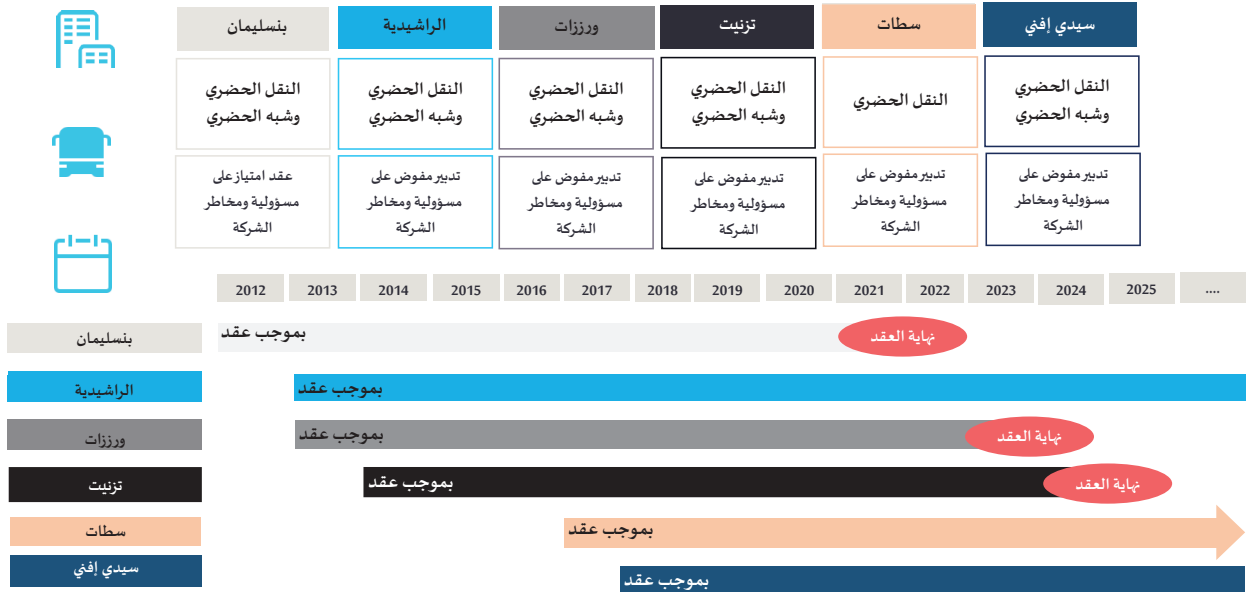 سيدي إفني
سطات
تزنيت
ورززات
الراشيدية
بنسليمان
النقل الحضري
وشبه الحضري
النقل الحضري
النقل الحضري
وشبه الحضري
النقل الحضري
وشبه الحضري
النقل الحضري
وشبه الحضري
النقل الحضري
وشبه الحضري
تدبير مفوض على
مسؤولية ومخاطر
الشركة
تدبير مفوض على
مسؤولية ومخاطر
الشركة
تدبير مفوض على
مسؤولية ومخاطر
الشركة
تدبير مفوض على
مسؤولية ومخاطر
الشركة
تدبير مفوض على
مسؤولية ومخاطر
الشركة
عقد امتياز على
مسؤولية ومخاطر
الشركة
2012 2013 2014 2015 2016 2017 2018 2019 2020 2021 2022 2023 2024 2025 ....
بنسليمان
بموجب عقد
نهاية العقد
الراشيدية
بموجب عقد
ورززات
بموجب عقد
نهاية العقد
تزنيت
بموجب عقد
نهاية العقد
سطات
بموجب عقد
سيدي إفني
بموجب عقد